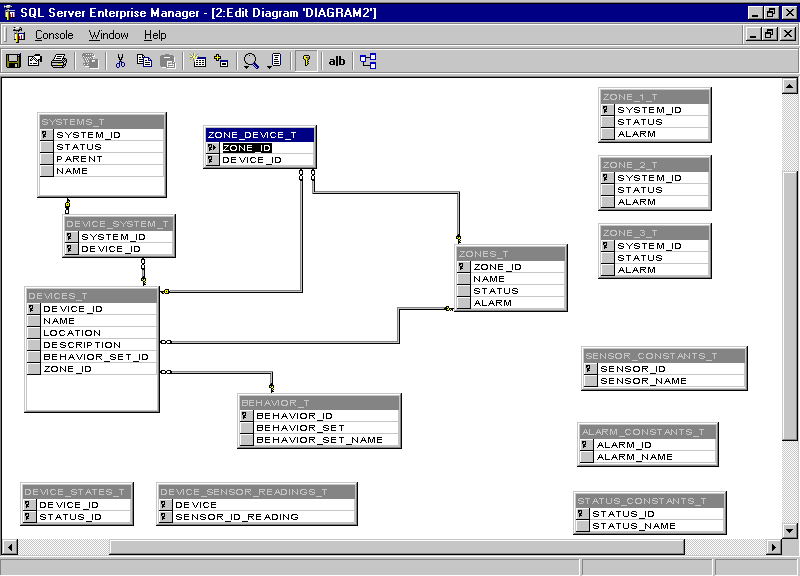 SQL Server Enterprise Manager - [2:Edit Diagram 'DIAGRAM2']
Console Window Help
ab|
SYSTEMS_T
SYSTEM_ID
STATUS
PARENT
NAME
ZONE_DEVICE_T
ZONE_ID
DEVICE_ID
ZONE_1_T
SYSTEM_ID
STATUS
ALARM
ZONE_2_T
SYSTEM_ID
STATUS
ALARM
DEVICE_SYSTEM_T
SYSTEM_ID
DEVICE_ID
ZONE_3_T
SYSTEM_ID
STATUS
ALARM
ZONES_T
ZONE_ID
NAME
STATUS
ALARM
DEVICES_T
DEVICE_ID
NAME
LOCATION
DESCRIPTION
BEHAVIOR_SET_ID
ZONE_ID
SENSOR_CONSTANTS_T
SENSOR_ID
SENSOR_NAME
BEHAVIOR_T
BEHAVIOR_ID
BEHAVIOR_SET
BEHAVIOR_SET_NAME
ALARM_CONSTANTS_T
ALARM_ID
ALARM_NAME
DEVICE_STATES_T
DEVICE_ID
STATUS_ID
DEVICE_SENSOR_READINGS_T
DEVICE
SENSOR_ID_READING
STATUS_CONSTANTS_T
STATUS_ID
STATUS_NAME